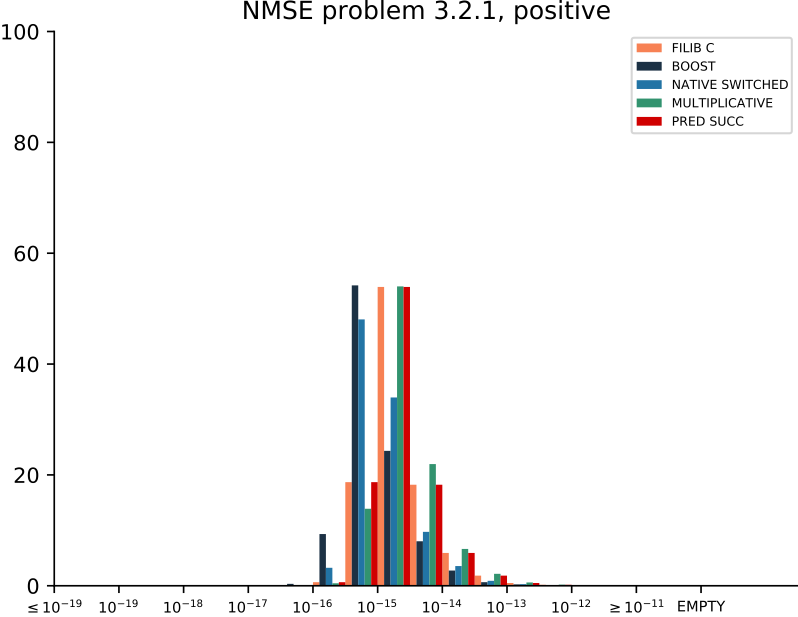 NMSE problem 3.2.1, positive
100
80
60
40
20
0
FILIB C
BOOST
NATIVE SWITCHED
MULTIPLICATIVE
PRED SUCC
≤10⁻¹⁹ 10⁻¹⁹ 10⁻¹⁸ 10⁻¹⁷ 10⁻¹⁶ 10⁻¹⁵ 10⁻¹⁴ 10⁻¹³ 10⁻¹² ≥10⁻¹¹ EMPTY